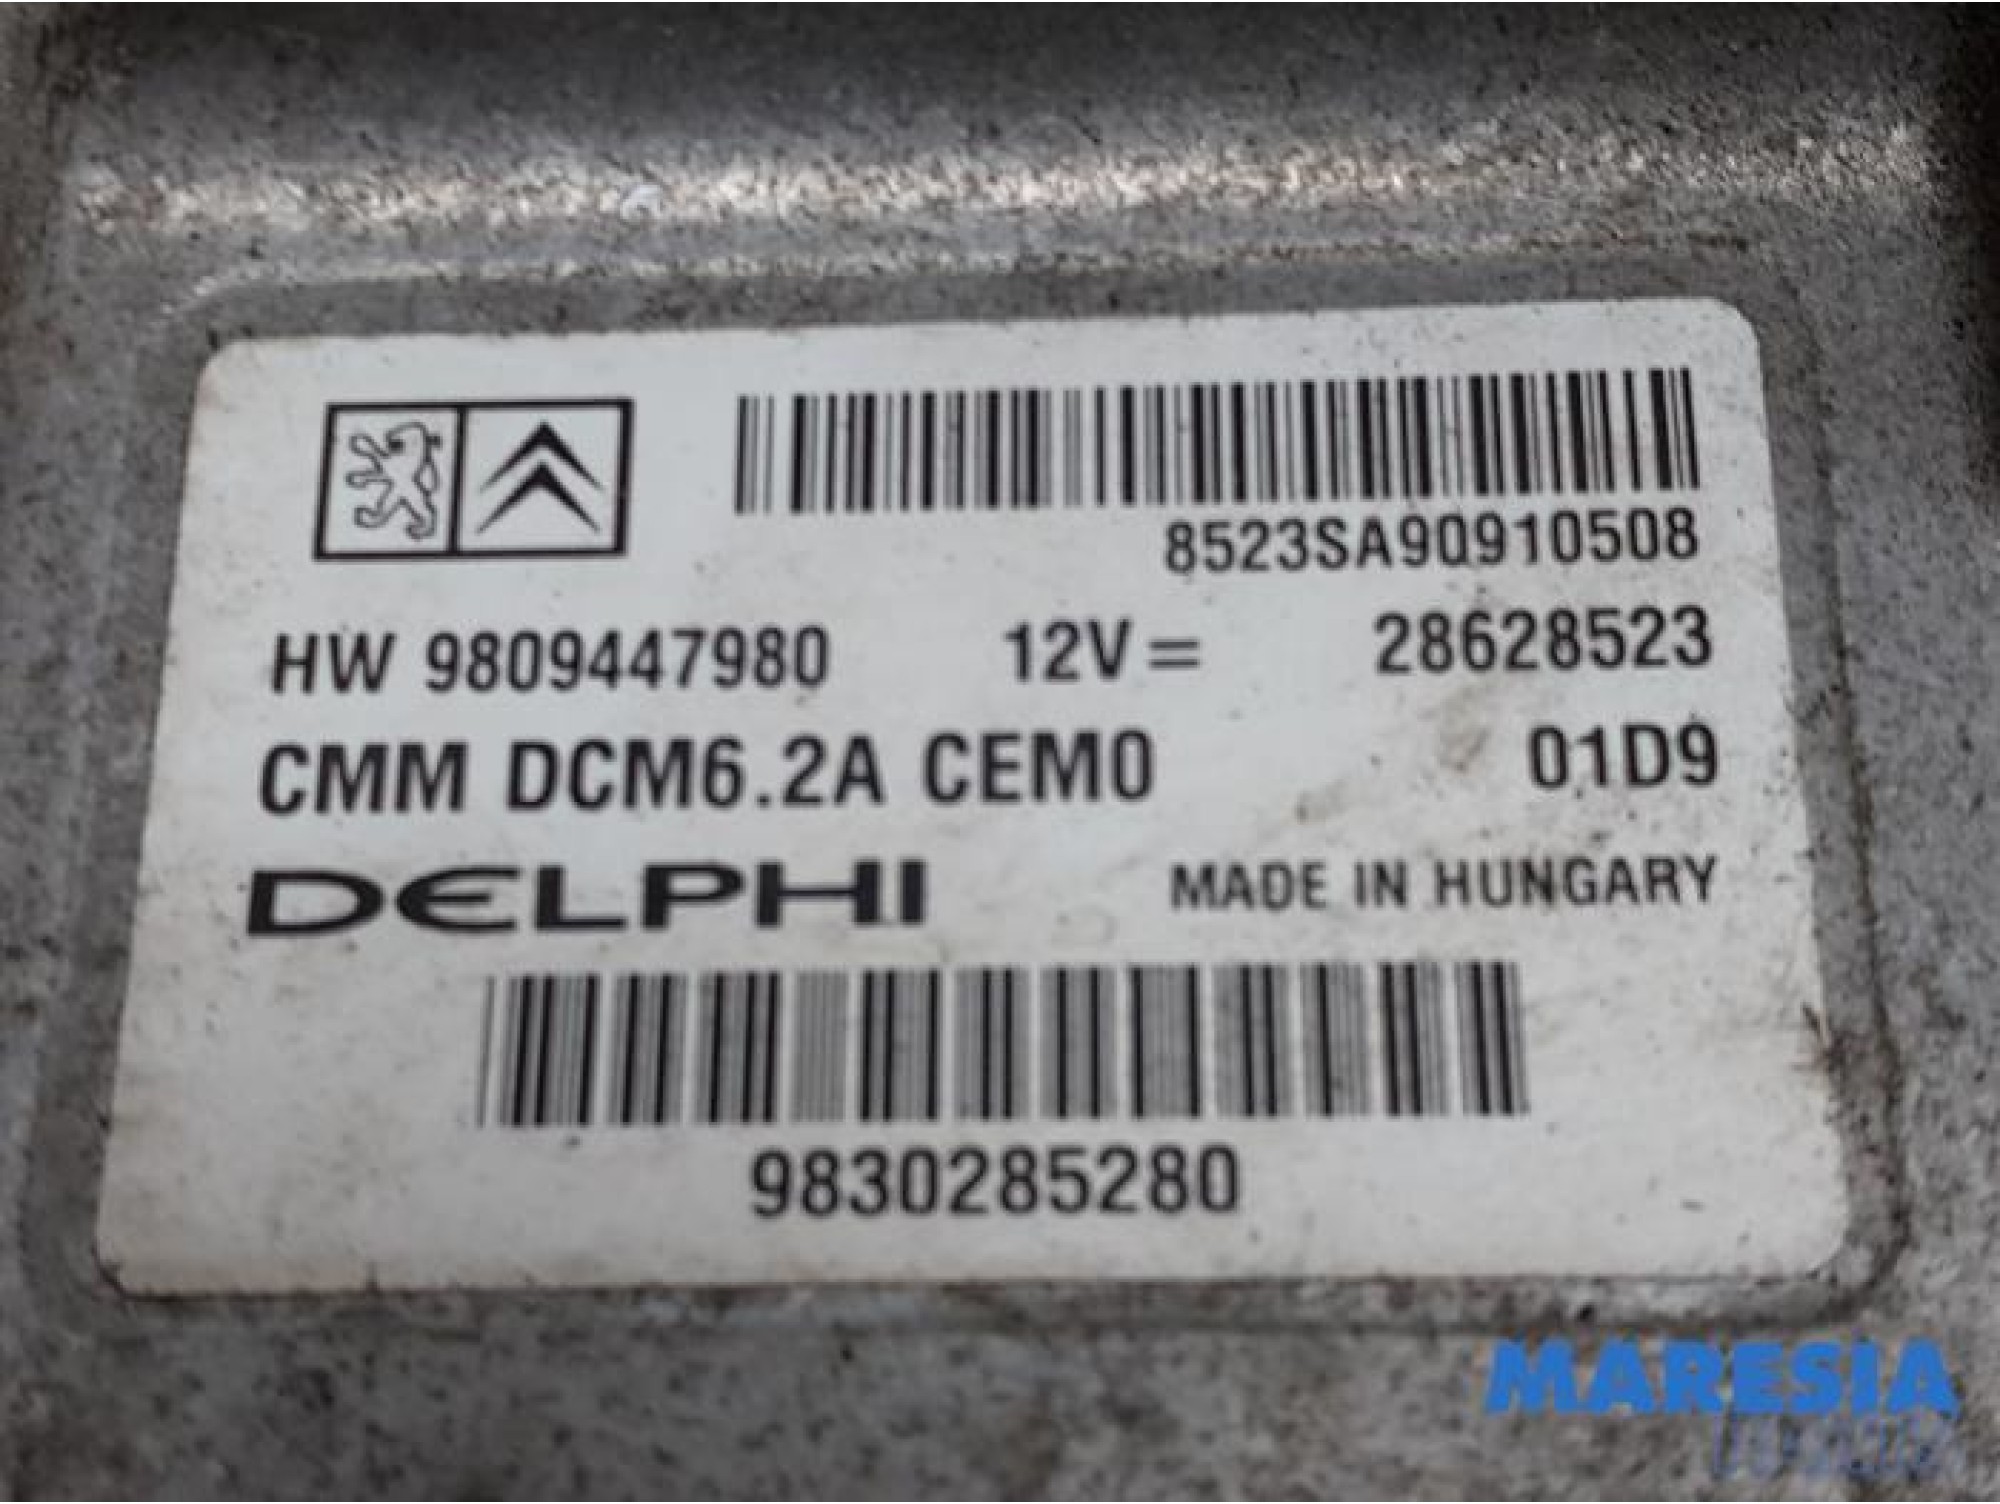 8523SA90910508
HW 9809447980 12V= 28628523
CMM DCM6.2A CEM0 01D9
DELPHI MADE IN HUNGARY
9830285280
MARESIA